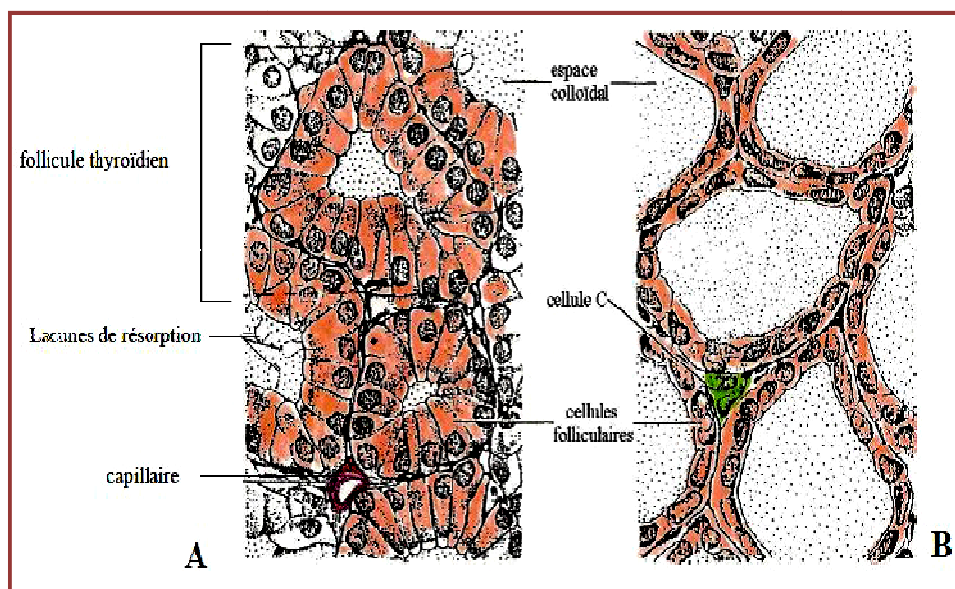 espace
colloïdal
follicule thyroïdien
cellule C
Lacunes de résorption
cellules
folliculaires
capillaire
A
B